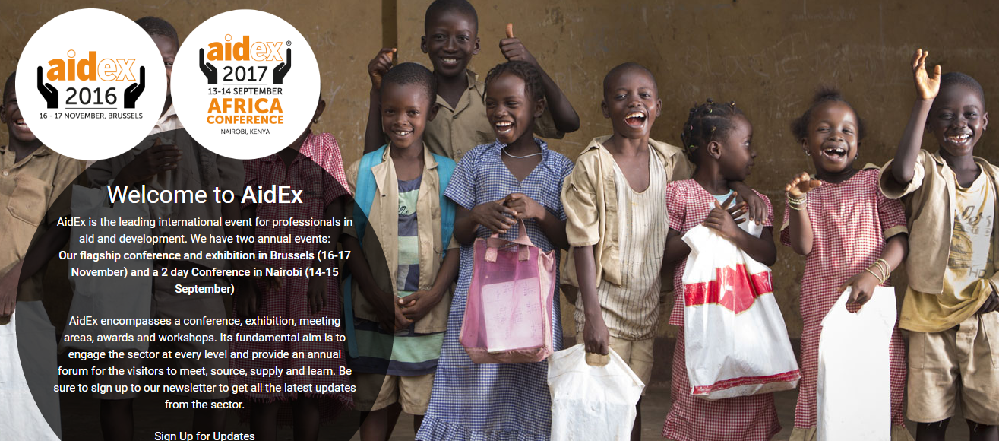 aidex
2016
16 - 17 NOVEMBER, BRUSSELS
aidex®
2017
13-14 SEPTEMBER
AFRICA
CONFERENCE
NAIROBI, KENYA
Welcome to AidEx
AidEx is the leading international event for professionals in
aid and development. We have two annual events:
Our flagship conference and exhibition in Brussels (16-17
November) and a 2 day Conference in Nairobi (14-15
September)
AidEx encompasses a conference, exhibition, meeting
areas, awards and workshops. Its fundamental aim is to
engage the sector at every level and provide an annual
forum for the visitors to meet, source, supply and learn. Be
sure to sign up to our newsletter to get all the latest updates
from the sector.
Sign Up for Updates